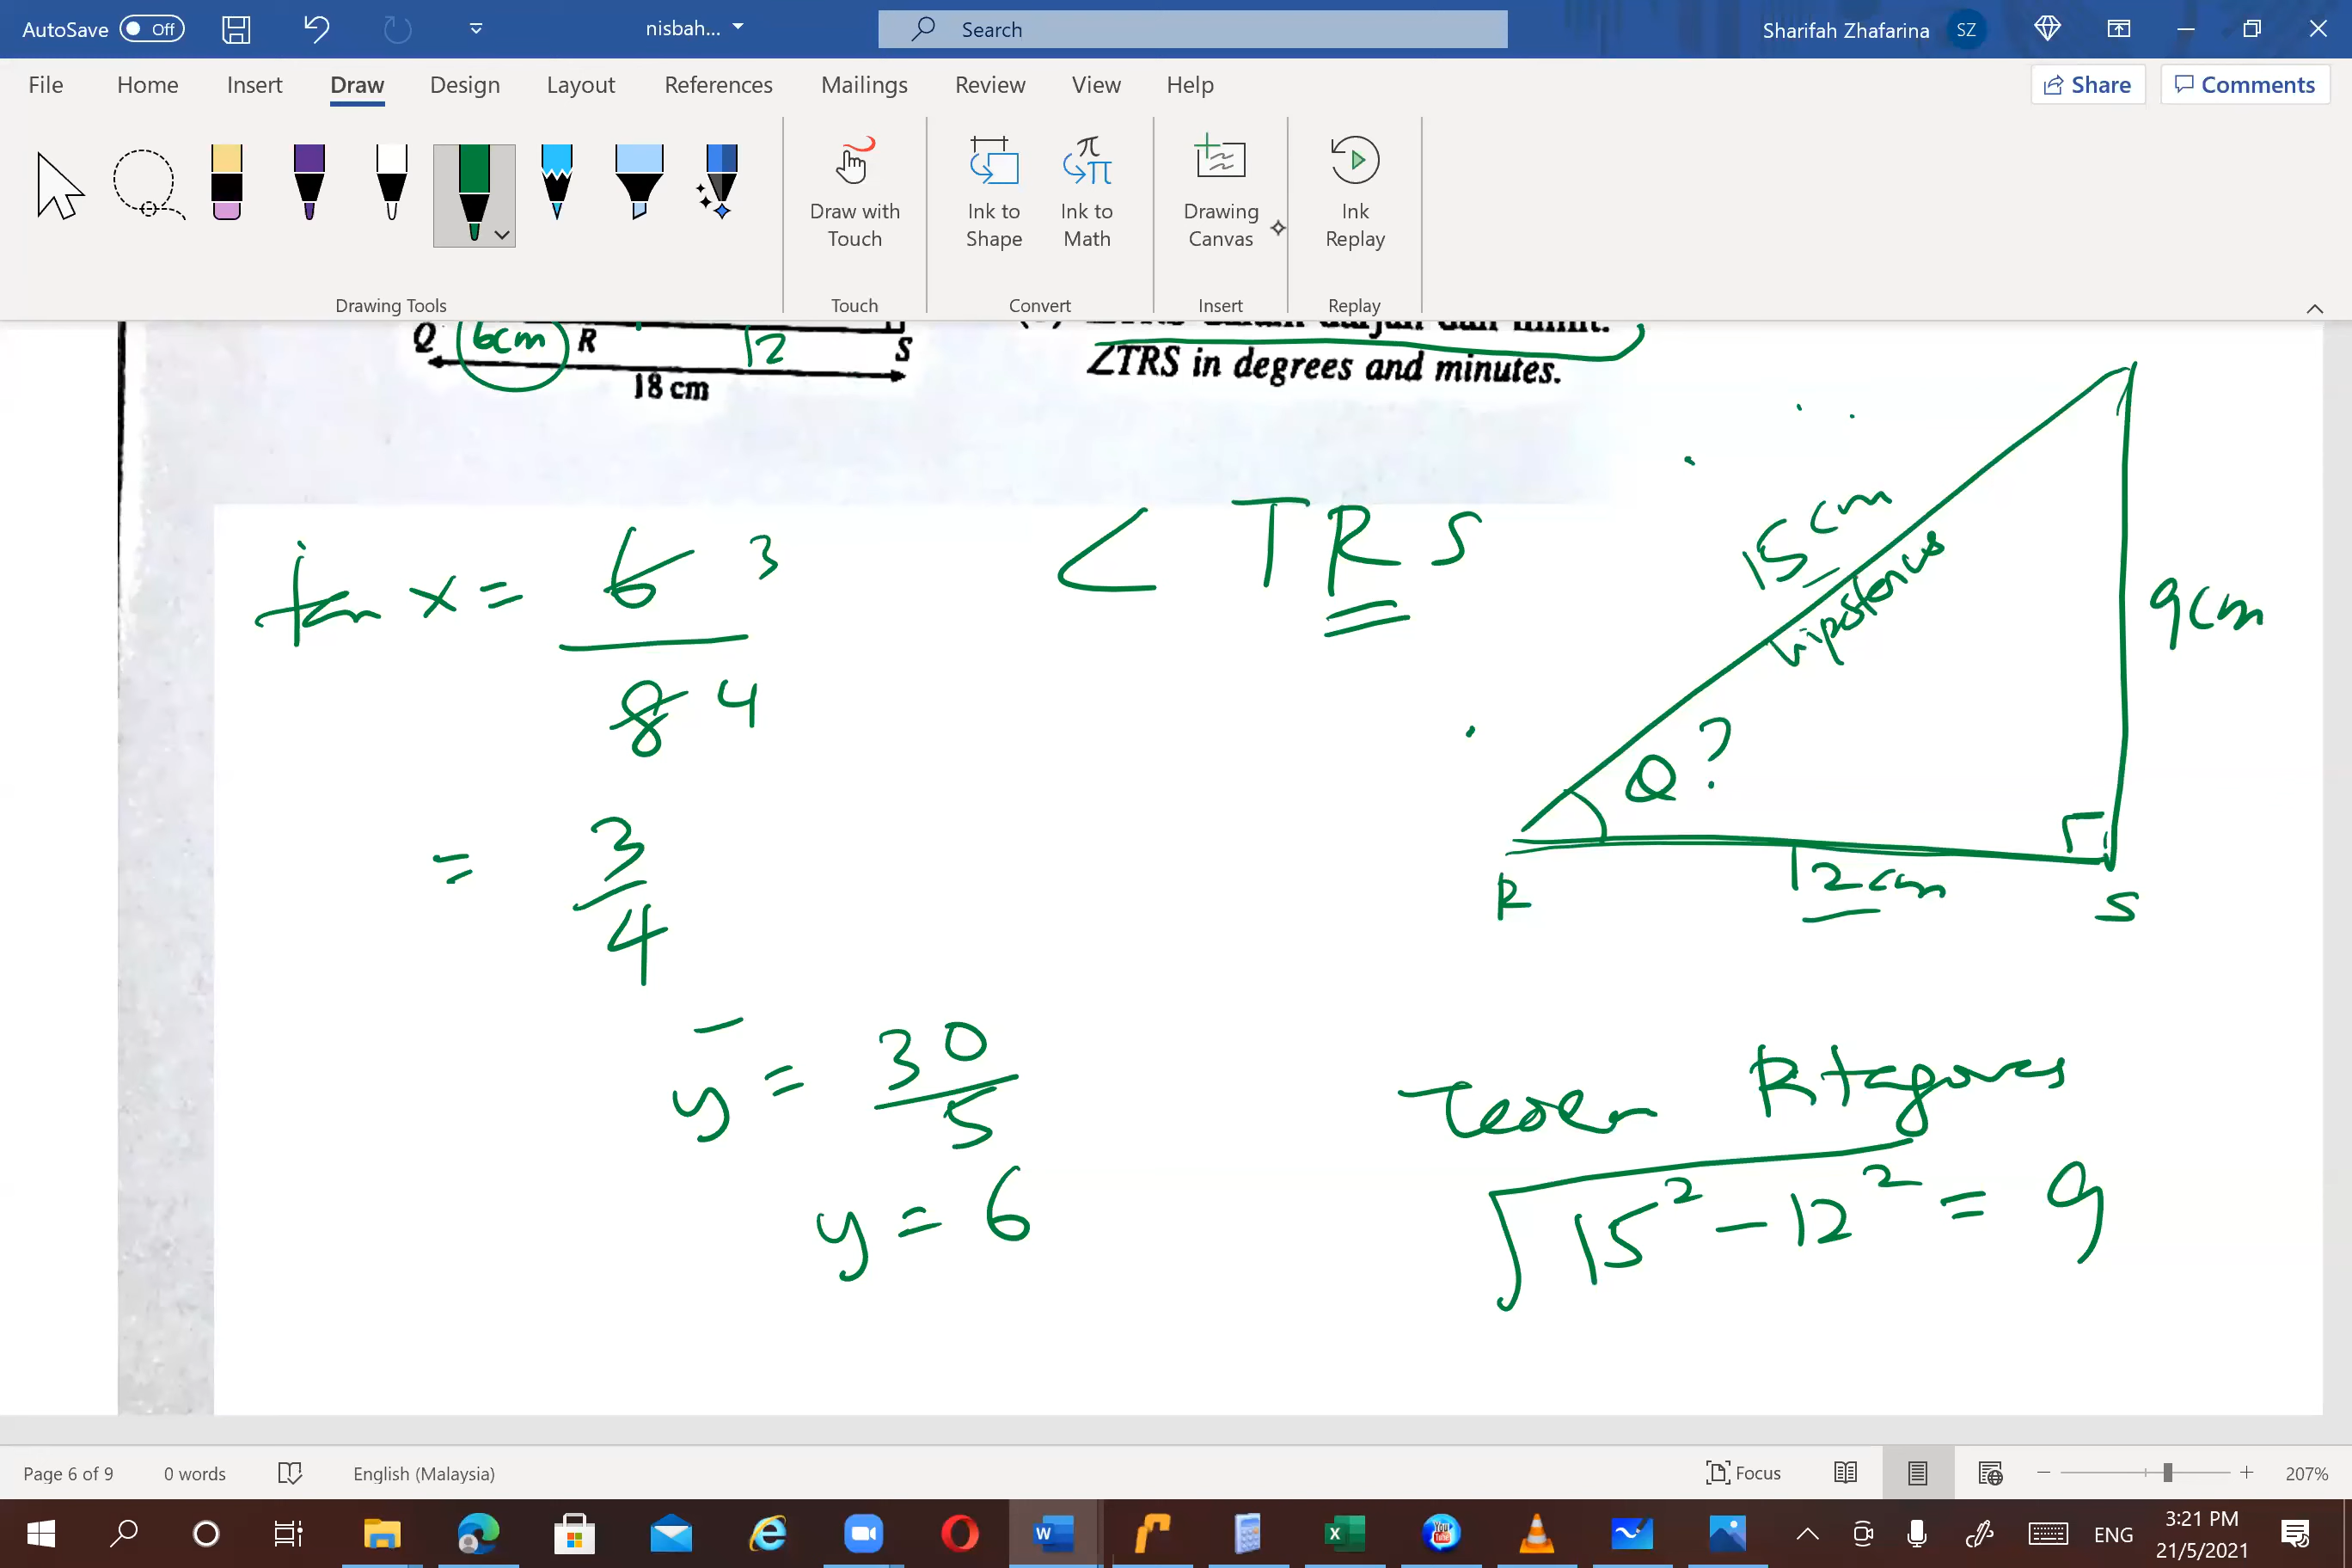 AutoSave Off nisbah... Search Sharifah Zhafarina SZ
File Home Insert Draw Design Layout References Mailings Review View Help Share Comments
Draw with Touch
Ink to Shape
Ink to Math
Drawing Canvas
Ink Replay
Drawing Tools Touch Convert Insert Replay
Q 6cm R 12 S
18 cm
∠TRS in degrees and minutes.
tan x = 6 3
8 4
= 3
4
y = 30
5
y = 6
< TRS
15 cm
hipotenus
9cm
θ?
R 12 cm S
Teorem
√15² - 12² = 9
Page 6 of 9 0 words English (Malaysia) Focus 207%
ENG 3:21 PM
21/5/2021